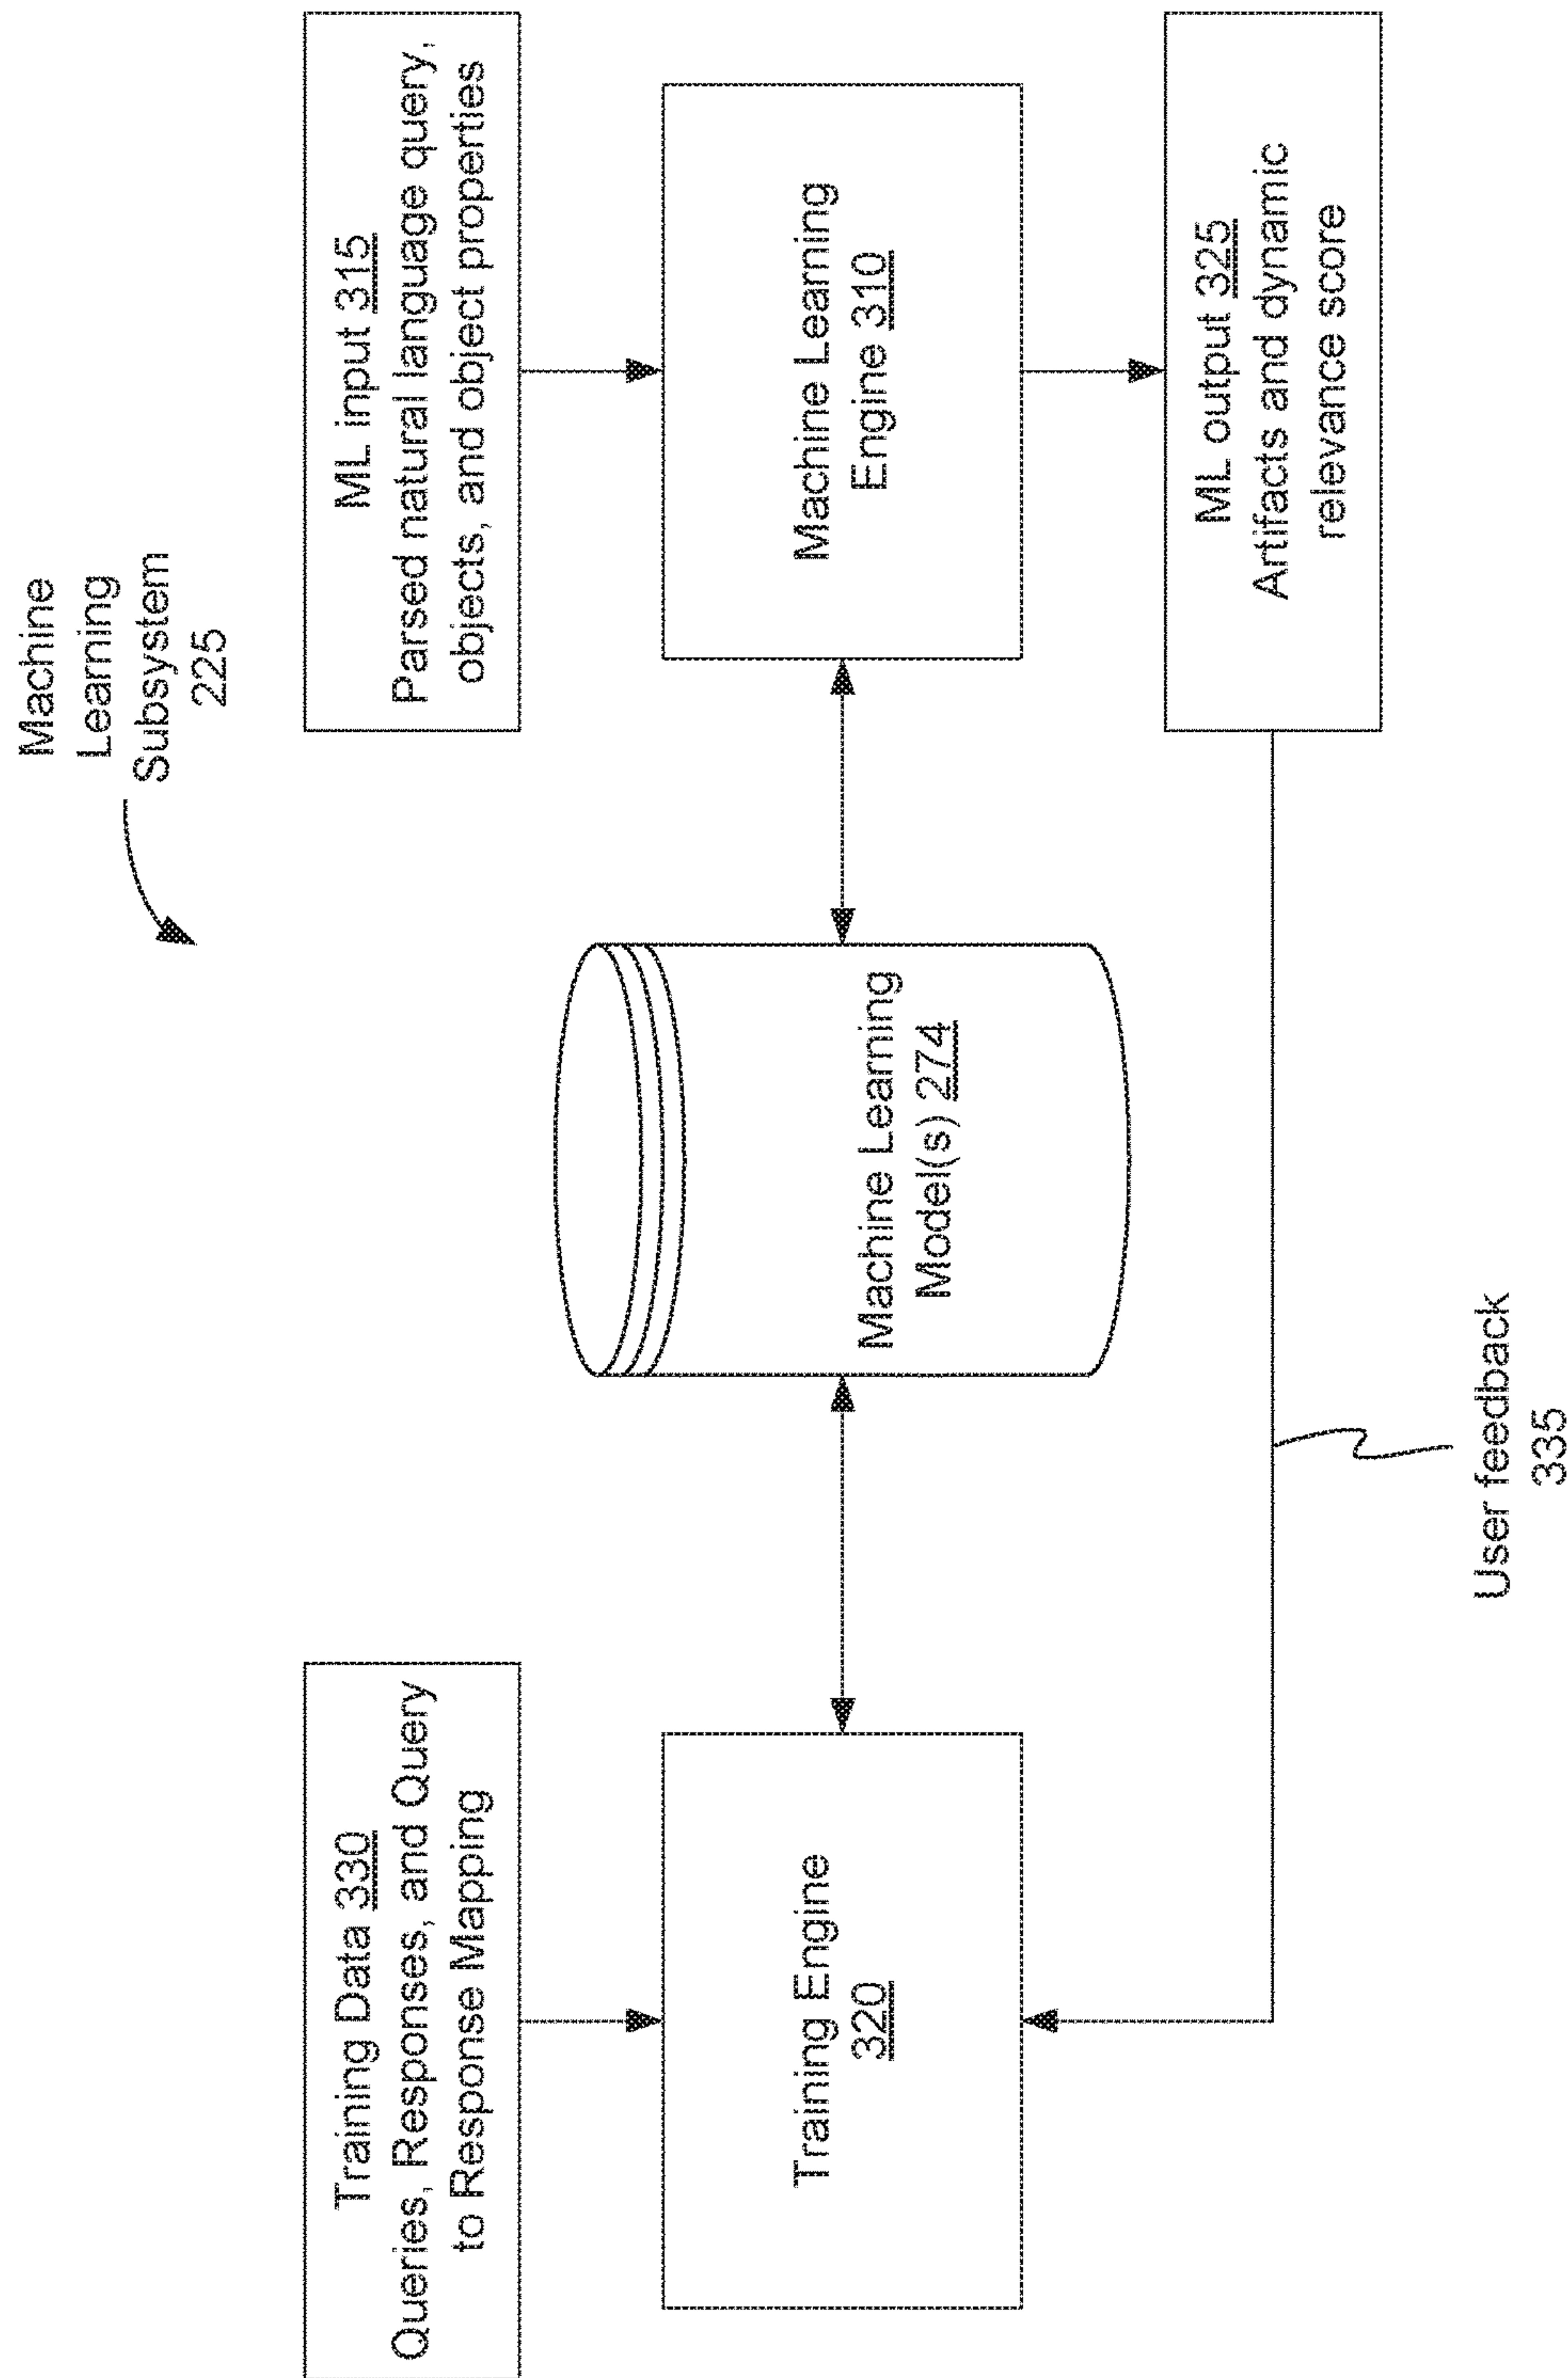 Machine
Learning
Subsystem
225
Training Data 330
Queries, Responses, and Query
to Response Mapping
ML input 315
Parsed natural language query,
objects, and object properties
Training Engine
320
Machine Learning
Model(s) 274
Machine Learning
Engine 310
ML output 325
Artifacts and dynamic
relevance score
User feedback
335